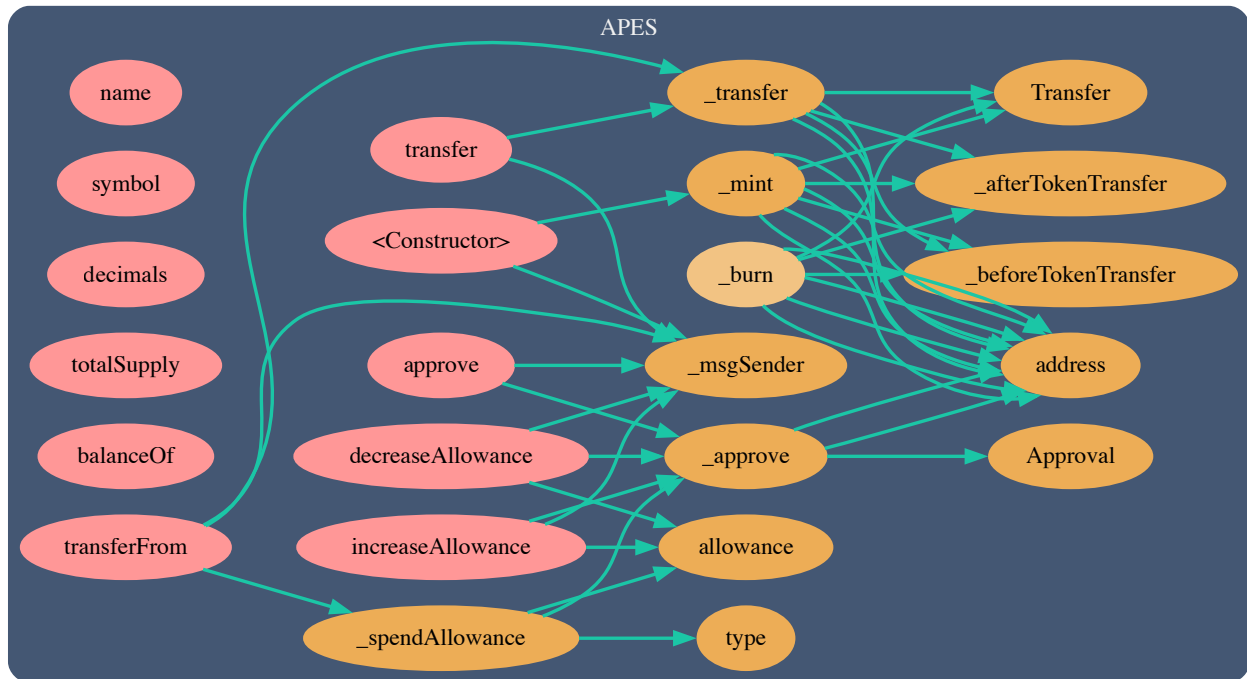 APES
name
symbol
decimals
totalSupply
balanceOf
transferFrom
transfer
<Constructor>
approve
decreaseAllowance
increaseAllowance
_spendAllowance
_transfer
_mint
_burn
_msgSender
_approve
allowance
type
Transfer
_afterTokenTransfer
_beforeTokenTransfer
address
Approval